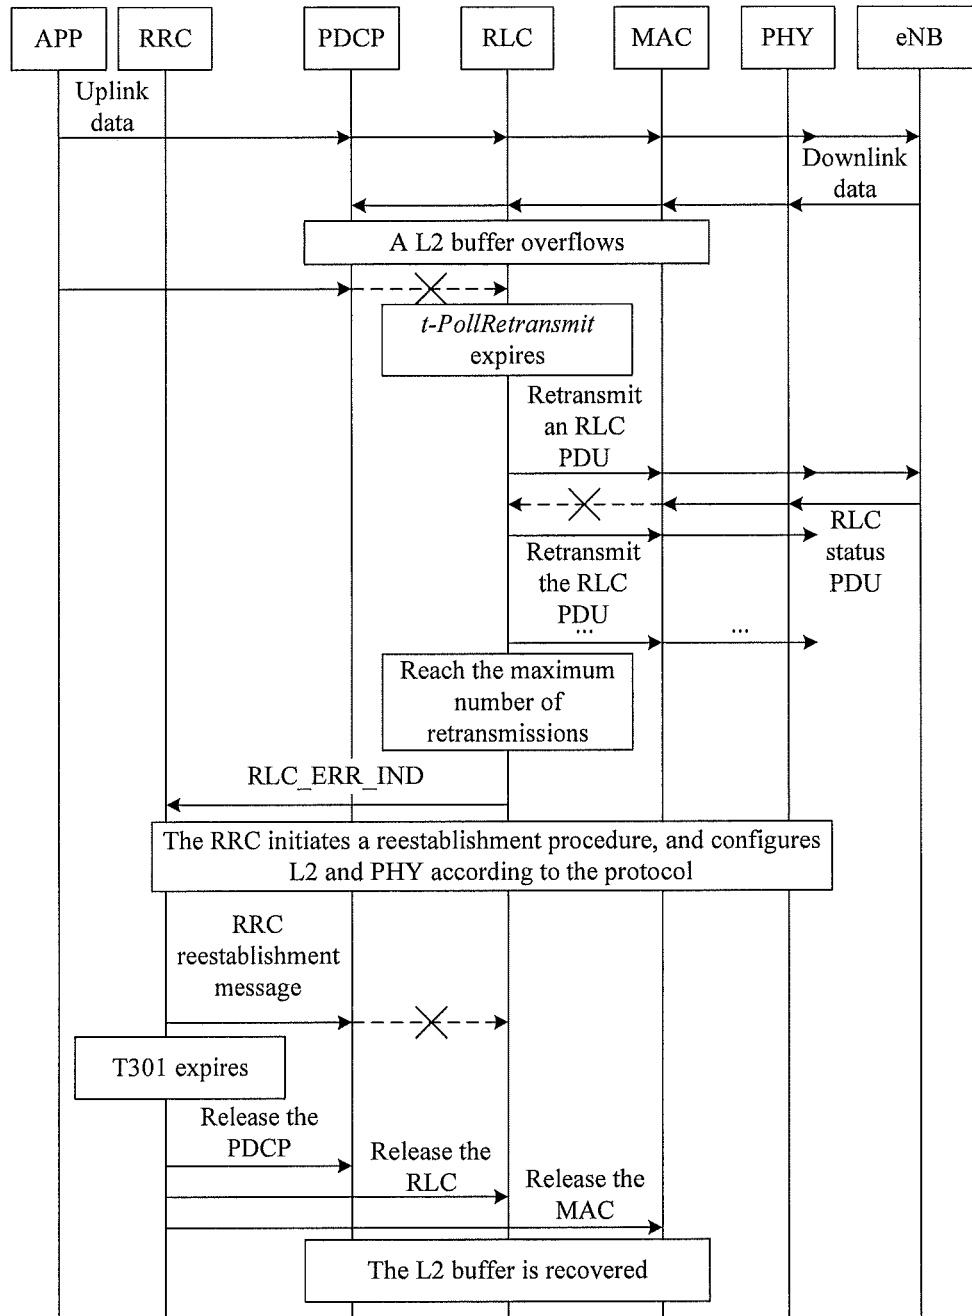 APP RRC PDCP RLC MAC PHY eNB
Uplink
data
Downlink
data
A L2 buffer overflows
t-PollRetransmit
expires
Retransmit
an RLC
PDU
RLC
status
PDU
Retransmit
the RLC
PDU
... ...
Reach the maximum
number of
retransmissions
RLC_ERR_IND
The RRC initiates a reestablishment procedure, and configures
L2 and PHY according to the protocol
RRC
reestablishment
message
T301 expires
Release the
PDCP
Release the
RLC
Release the
MAC
The L2 buffer is recovered